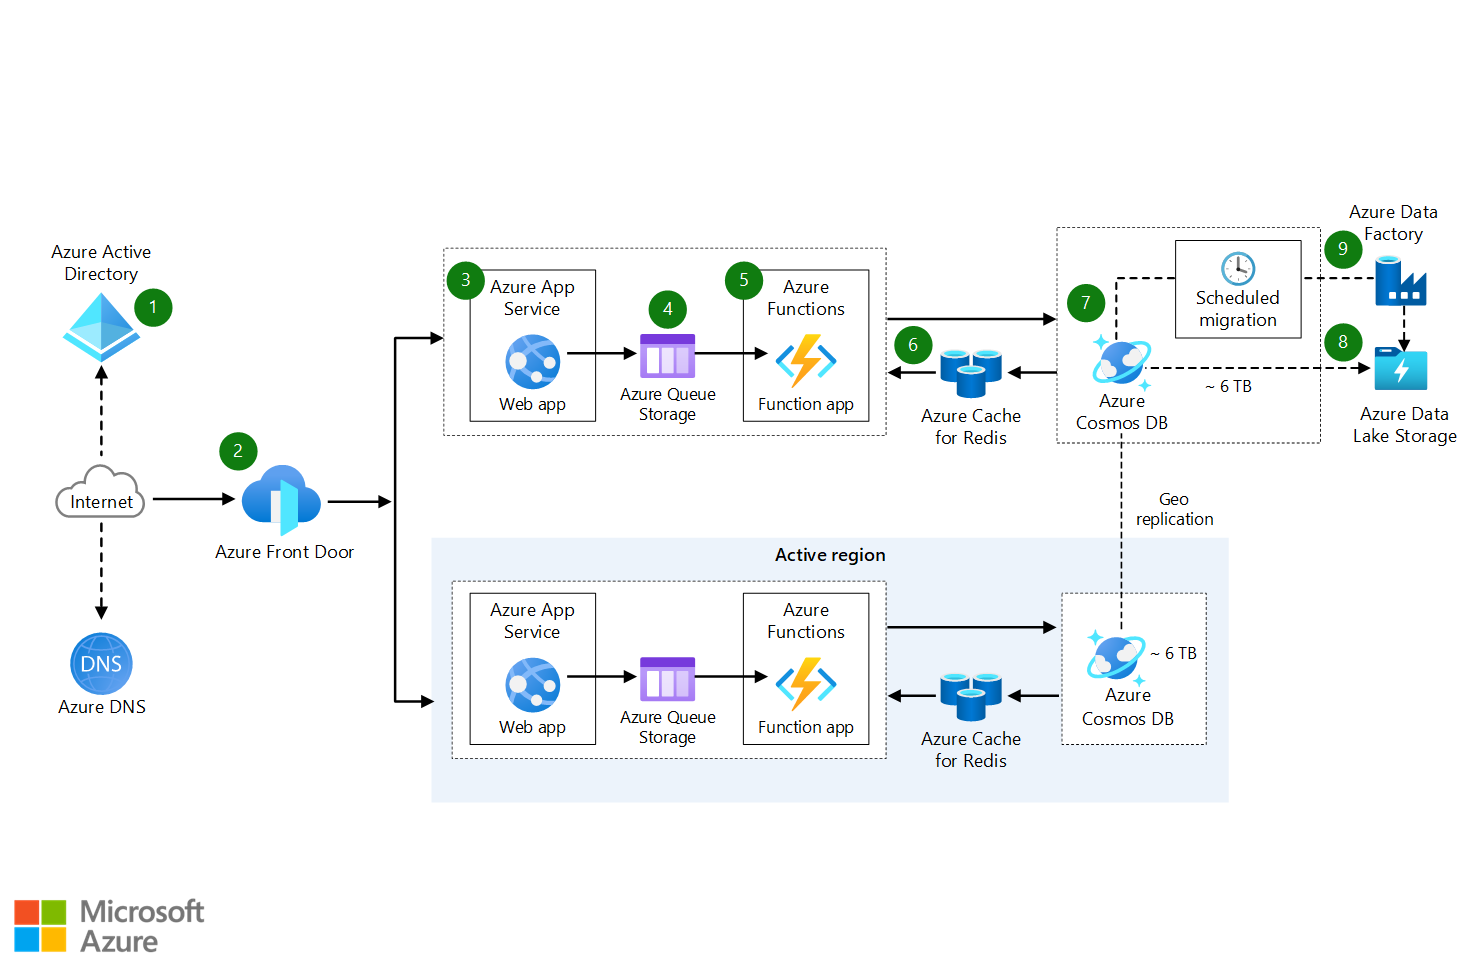 Azure Active
Directory
1
Internet
DNS
Azure DNS
2
Azure Front Door
3
Azure App
Service
Web app
4
Azure Queue
Storage
5
Azure
Functions
Function app
6
Azure Cache
for Redis
7
Azure
Cosmos DB
Scheduled
migration
~ 6 TB
Azure Data
Factory
9
8
Azure Data
Lake Storage
Geo
replication
Active region
Azure App
Service
Web app
Azure Queue
Storage
Azure
Functions
Function app
Azure Cache
for Redis
~ 6 TB
Azure
Cosmos DB
Microsoft
Azure